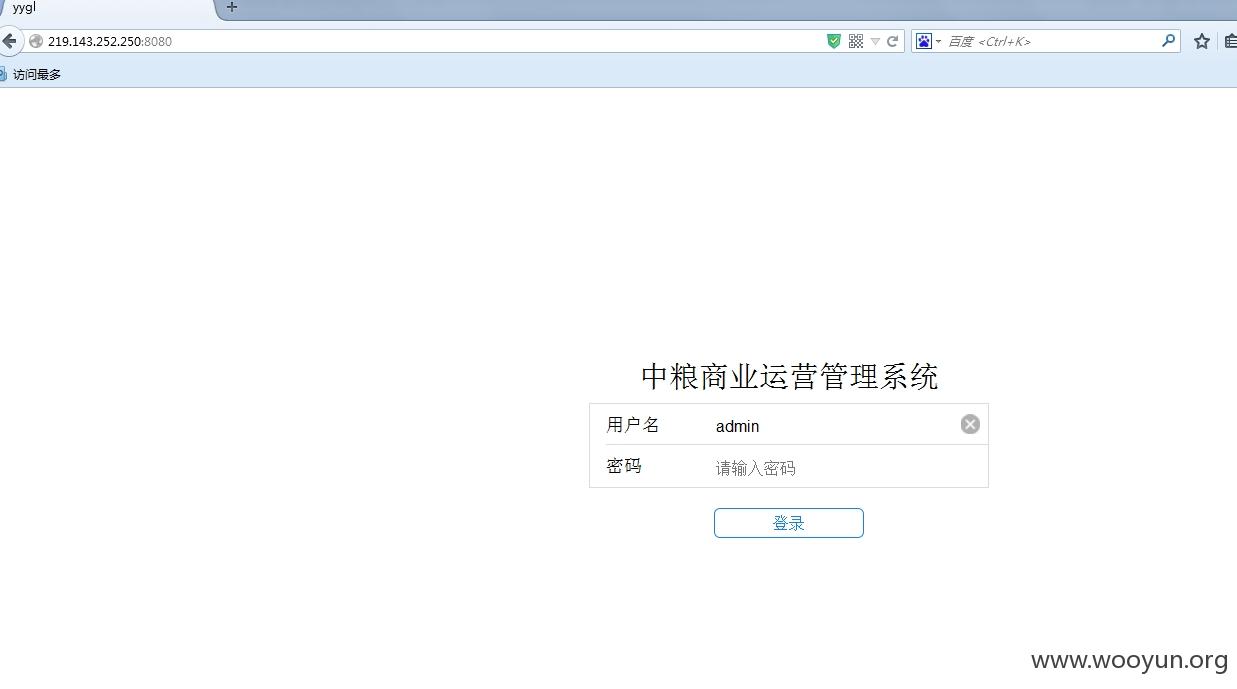 yygl
219.143.252.250:8080
百度 <Ctrl+K>
访问最多
中粮商业运营管理系统
用户名 admin
密码 请输入密码
登录
www.wooyun.org